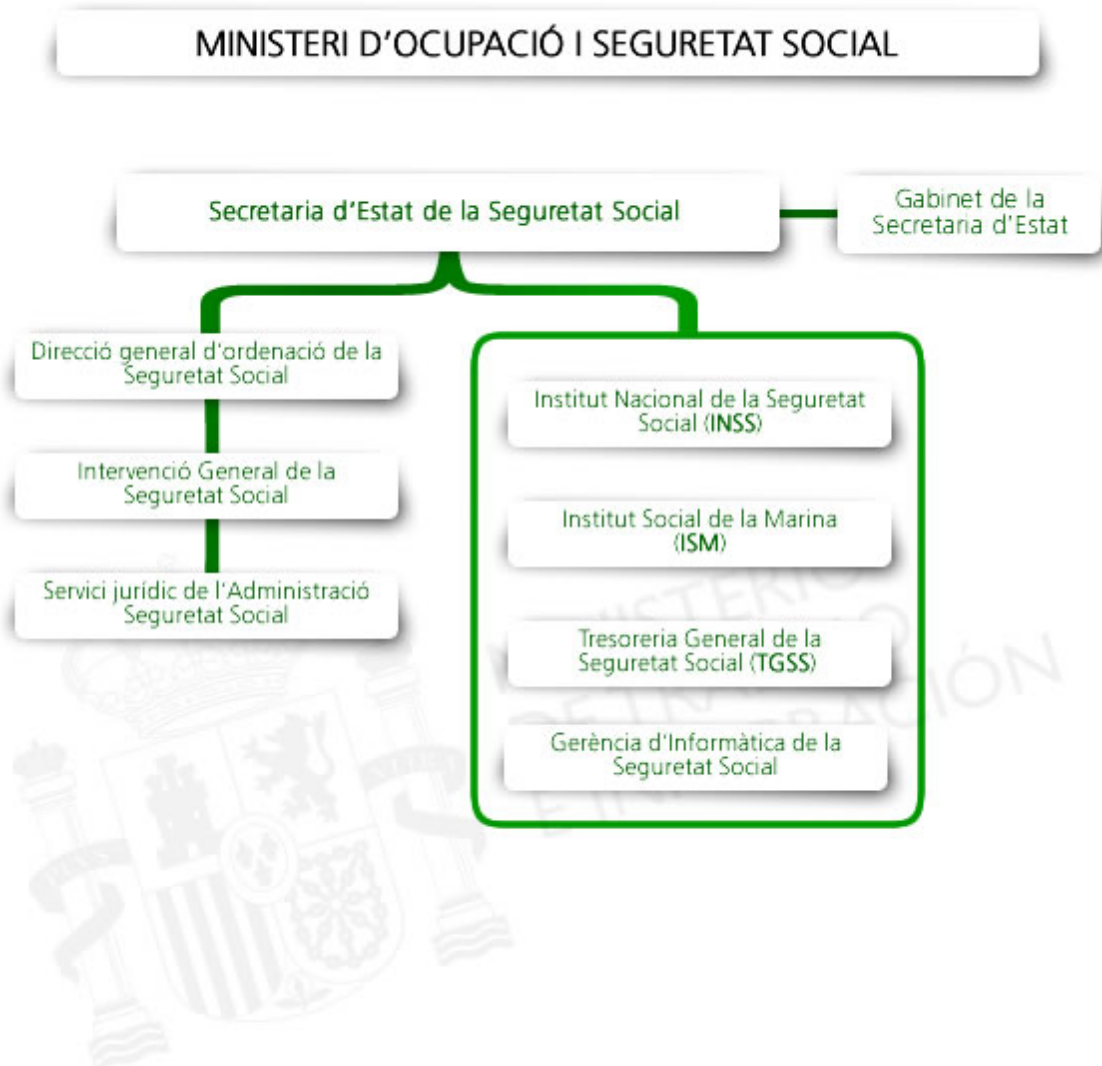 MINISTERI D'OCUPACIÓ I SEGURETAT SOCIAL
Secretaria d'Estat de la Seguretat Social
Gabinet de la
Secretaria d'Estat
Direcció general d'ordenació de la
Seguretat Social
Intervenció General de la
Seguretat Social
Servici jurídic de l'Administració
Seguretat Social
Institut Nacional de la Seguretat
Social (INSS)
Institut Social de la Marina
(ISM)
Tresoreria General de la
Seguretat Social (TGSS)
Gerència d'Informàtica de la
Seguretat Social